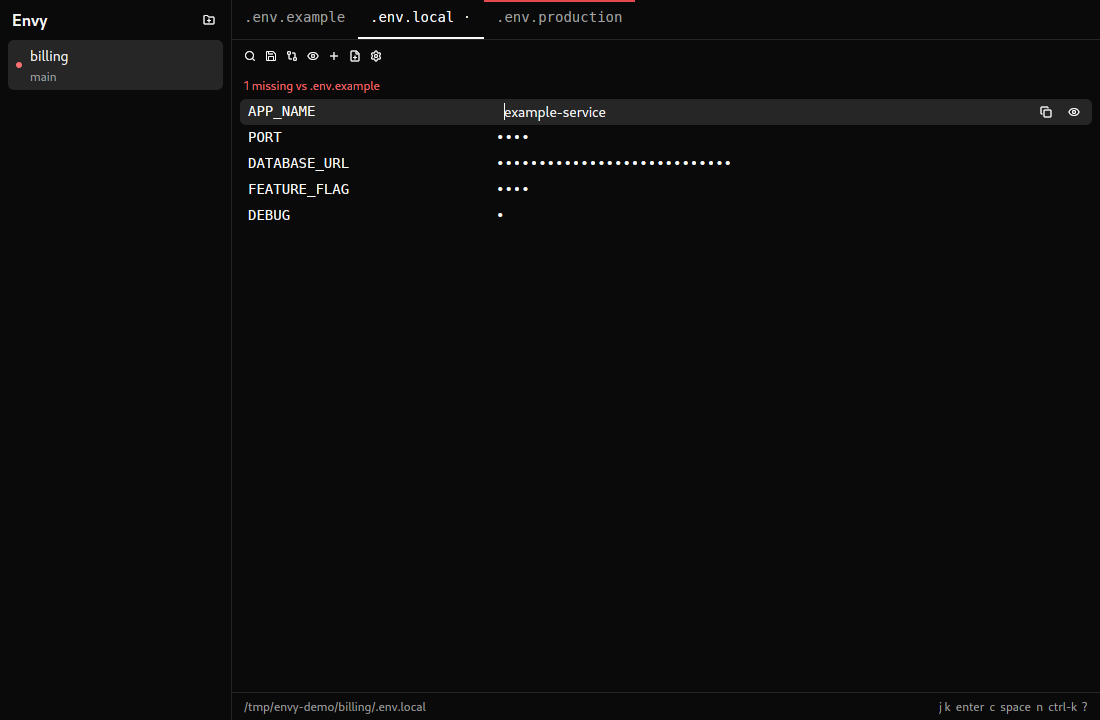 Envy
billing
main
.env.example .env.local · .env.production
1 missing vs .env.example
APP_NAME example-service
PORT ••••
DATABASE_URL ••••••••••••••••••••••••••••
FEATURE_FLAG ••••
DEBUG •
/tmp/envy-demo/billing/.env.local j k enter c space n ctrl-k ?